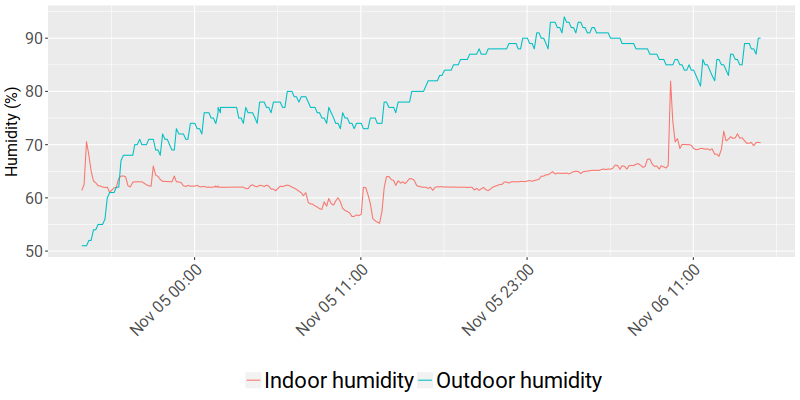 Humidity (%)
90
80
70
60
50
Nov 05 00:00
Nov 05 11:00
Nov 05 23:00
Nov 06 11:00
Indoor humidity
Outdoor humidity